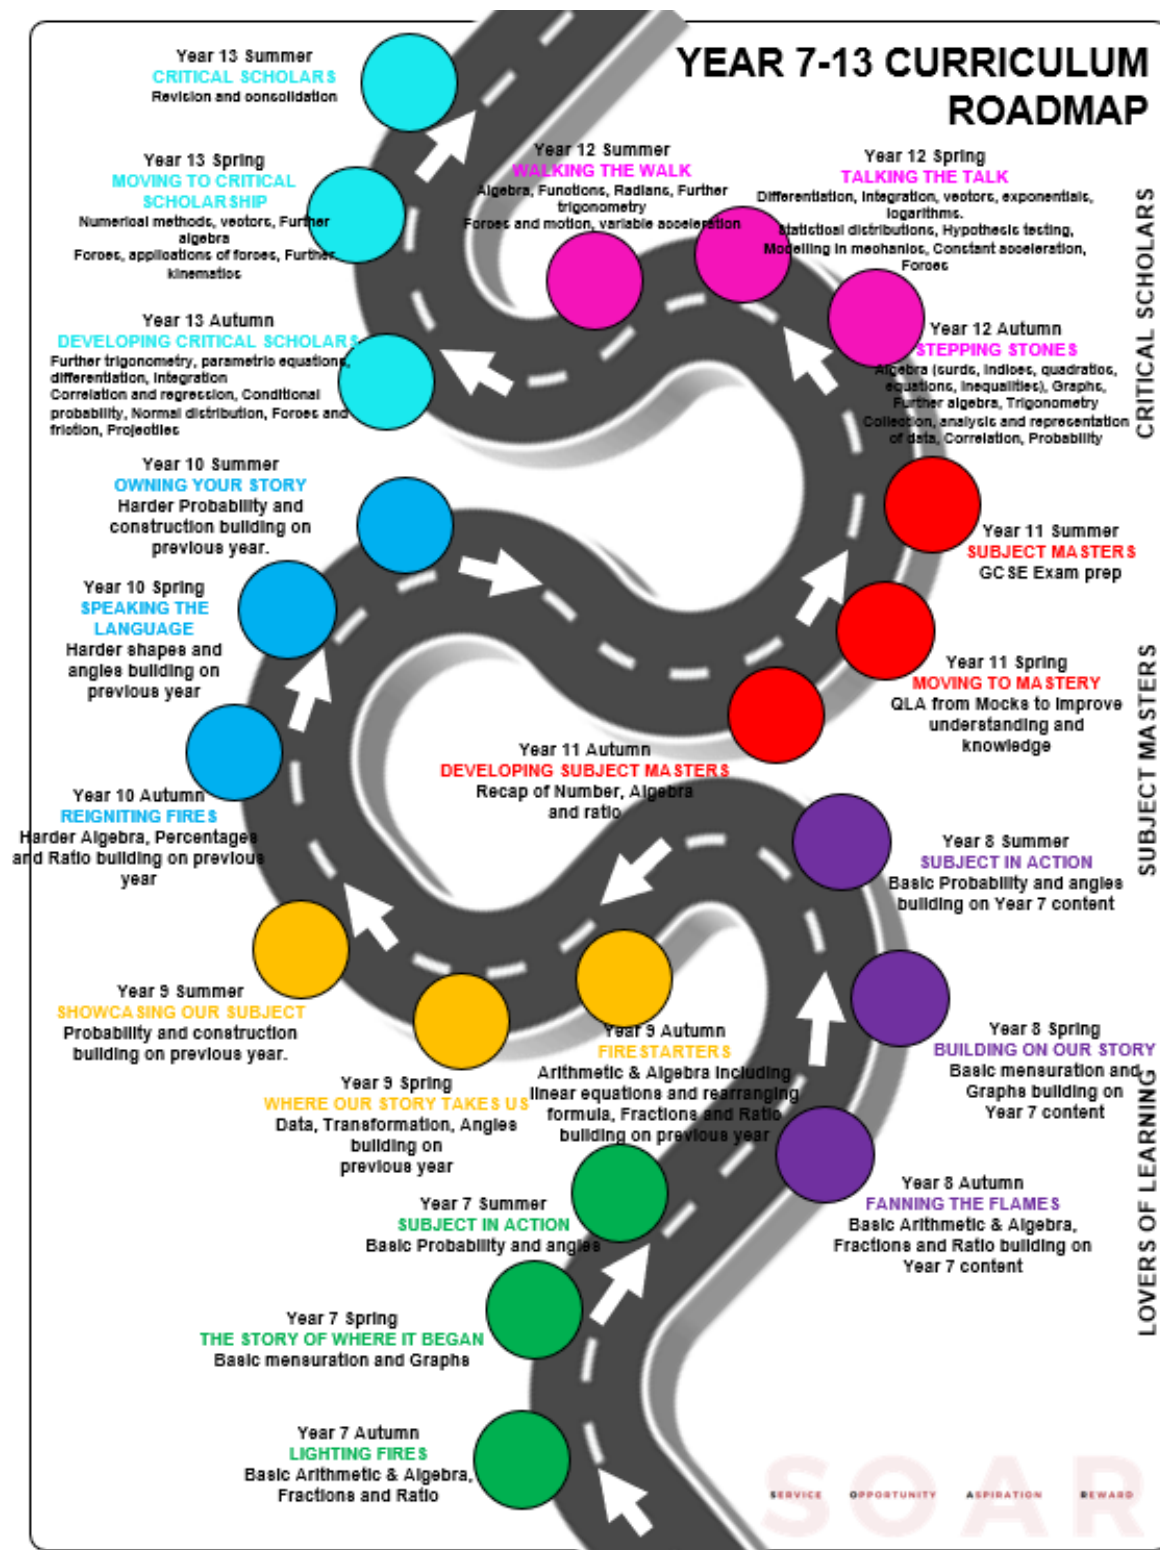 YEAR 7-13 CURRICULUM
ROADMAP
Year 13 Summer
CRITICAL SCHOLARS
Revision and consolidation
Year 13 Spring
MOVING TO CRITICAL
SCHOLARSHIP
Numerical methods, vectors, Further
algebra
Forces, applications of forces, Further
kinematics
Year 12 Summer
WALKING THE WALK
Algebra, Functions, Radians, Further
trigonometry
Forces and motion, variable acceleration
Year 12 Spring
TALKING THE TALK
Differentiation, Integration, vectors, exponentials,
logarithms.
Statistical distributions, Hypothesis testing,
Modelling in mechanics, Constant acceleration,
Forces
Year 13 Autumn
DEVELOPING CRITICAL SCHOLARS
Further trigonometry, parametric equations,
differentiation, Integration
Correlation and regression, Conditional
probability, Normal distribution, Forces and
friction, Projectiles
Year 12 Autumn
STEPPING STONES
Algebra (surds, indices, quadratics,
equations, inequalities), Graphs,
Further algebra, Trigonometry
Collection, analysis and representation
of data, Correlation, Probability
CRITICAL SCHOLARS
Year 10 Summer
OWNING YOUR STORY
Harder Probability and
construction building on
previous year.
Year 11 Summer
SUBJECT MASTERS
GCSE Exam prep
Year 10 Spring
SPEAKING THE
LANGUAGE
Harder shapes and
angles building on
previous year
Year 11 Spring
MOVING TO MASTERY
QLA from Mocks to Improve
understanding and
knowledge
SUBJECT MASTERS
Year 11 Autumn
DEVELOPING SUBJECT MASTERS
Recap of Number, Algebra
and ratio
Year 10 Autumn
REIGNITING FIRES
Harder Algebra, Percentages
and Ratio building on previous
year
Year 8 Summer
SUBJECT IN ACTION
Basic Probability and angles
building on Year 7 content
Year 9 Summer
SHOWCASING OUR SUBJECT
Probability and construction
building on previous year.
Year 9 Spring
WHERE OUR STORY TAKES US
Data, Transformation, Angles
building on
previous year
Year 9 Autumn
FIRESTARTERS
Arithmetic & Algebra including
linear equations and rearranging
formula, Fractions and Ratio
building on previous year
Year 8 Spring
BUILDING ON OUR STORY
Basic mensuration and
Graphs building on
Year 7 content
LOVERS OF LEARNING
Year 8 Autumn
FANNING THE FLAMES
Basic Arithmetic & Algebra,
Fractions and Ratio building on
Year 7 content
Year 7 Summer
SUBJECT IN ACTION
Basic Probability and angles
Year 7 Spring
THE STORY OF WHERE IT BEGAN
Basic mensuration and Graphs
Year 7 Autumn
LIGHTING FIRES
Basic Arithmetic & Algebra,
Fractions and Ratio
SOAR
SERVICE OPPORTUNITY ASPIRATION REWARD